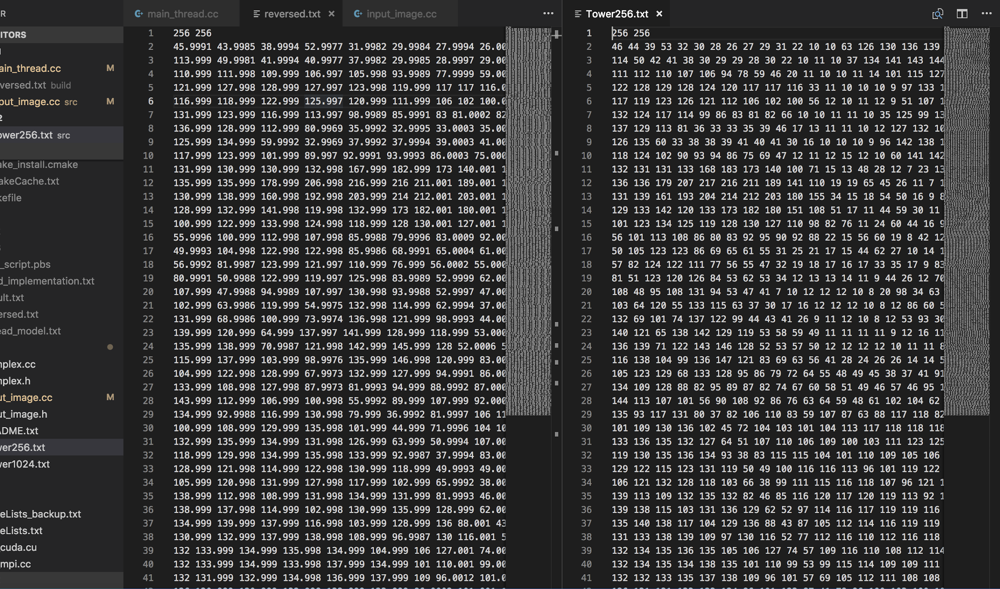 R
main_thread.cc
reversed.txt
input_image.cc
Tower256.txt
ITORS
ain_thread.cc M
versed.txt build
put_image.cc src M
2
ower256.txt src
ake_install.cmake
akeCache.txt
kefile
_script.pbs
d_implementation.txt
ult.txt
ersed.txt
ead_model.txt
mplex.cc
mplex.h
ut_image.cc M
ut_image.h
ADME.txt
wer256.txt
wer1024.txt
eLists_backup.txt
eLists.txt
cuda.cu
mpi.cc
1 256 256
2 45.9991 43.9985 38.9994 52.9977 31.9982 29.9984 27.9994 26.00
3 113.999 49.9981 41.9994 40.9977 37.9982 29.9985 28.9997 29.00
4 110.999 111.998 109.999 106.997 105.998 93.9989 77.9999 59.00
5 121.999 127.998 128.999 127.997 123.998 119.999 117 117 116.0
6 116.999 118.999 122.999 125.997 120.999 111.999 106 102 100.0
7 131.999 123.999 116.999 113.997 98.9989 85.9991 83 81.0002 82
8 136.999 128.999 112.999 80.9969 35.9992 32.9995 33.0003 35.00
9 125.999 134.999 59.9992 32.9969 37.9992 37.9994 39.0003 41.00
10 117.999 123.999 101.999 89.997 92.9991 93.9993 86.0003 75.000
11 131.999 130.999 130.999 132.998 167.999 182.999 173 140.001 1
12 135.999 135.999 178.999 206.998 216.999 216 211.001 189.001 1
13 130.999 138.999 160.998 192.998 203.999 214 212.001 203.001 1
14 128.999 132.999 141.998 119.998 132.999 173 182.001 180.001 1
15 100.999 122.999 133.998 124.998 118.999 128 130.001 127.001 1
16 55.9996 100.999 112.998 107.998 85.9988 79.9996 83.0009 92.00
17 49.9993 104.998 122.998 122.998 85.9986 68.9991 65.0004 61.00
18 56.9992 81.9987 123.999 121.997 110.999 76.999 56.0002 55.000
19 80.9991 50.9988 122.999 119.997 125.998 83.9989 52.9999 62.00
20 107.999 47.9988 94.9989 107.997 130.998 93.9988 52.9997 47.00
21 102.999 63.9986 119.999 54.9975 132.998 114.999 62.9994 37.00
22 131.999 68.9986 100.999 73.9974 136.998 121.999 98.9993 44.00
23 139.999 120.999 64.999 137.997 141.999 128.999 118.999 53.000
24 135.999 138.999 70.9987 121.998 142.999 145.999 128 52.0006 5
25 115.999 137.999 103.999 98.9976 135.999 146.998 120.999 83.00
26 104.999 122.998 128.999 67.9973 132.999 127.999 94.9991 86.00
27 133.999 108.998 127.998 87.9973 81.9993 94.999 88.9992 87.000
28 143.999 112.999 106.999 100.998 55.9992 89.999 107.999 92.000
29 134.999 92.9988 116.999 130.998 79.999 36.9992 81.9997 106 11
30 100.999 108.999 129.999 135.998 101.999 44.999 71.9996 104 10
31 132.999 135.999 134.999 131.998 126.999 63.999 50.9994 107.00
32 118.999 129.998 134.999 135.998 133.999 92.9987 37.9994 83.00
33 128.999 121.998 114.999 122.998 130.999 118.999 49.9993 49.00
34 105.999 120.998 131.999 127.998 117.999 102.999 65.9992 38.00
35 138.999 112.998 108.999 131.998 134.999 131.999 81.9993 46.00
36 138.999 137.998 114.999 102.998 130.999 135.999 128.999 62.00
37 134.999 139.999 137.999 116.998 103.999 128.999 136 88.001 43
38 130.999 132.999 137.999 138.998 108.999 96.9987 130 116.001 5
39 132 133.999 134.999 135.998 134.999 104.999 106 127.001 74.00
40 132 133.999 134.999 133.998 137.999 134.999 101 110.001 99.00
41 132 131.999 132.999 134.998 136.999 137.999 109 96.0012 101.0
1 256 256
2 46 44 39 53 32 30 28 26 27 29 31 22 10 10 63 126 130 136 139
3 114 50 42 41 38 30 29 29 28 30 22 10 11 10 37 134 141 143 144
4 111 112 110 107 106 94 78 59 46 20 11 10 10 11 14 101 115 127
5 122 128 129 128 124 120 117 117 116 33 11 10 10 10 9 97 133 1
6 117 119 123 126 121 112 106 102 100 56 12 10 11 12 9 51 107 1
7 132 124 117 114 99 86 83 81 82 66 10 10 11 11 10 35 125 99 13
8 137 129 113 81 36 33 33 35 39 46 17 13 11 11 10 12 127 132 10
9 126 135 60 33 38 38 39 41 40 41 30 16 10 10 10 9 96 142 138 1
10 118 124 102 90 93 94 86 75 69 47 12 11 12 15 12 10 60 141 142
11 132 131 131 133 168 183 173 140 100 71 15 13 48 28 12 7 23 13
12 136 136 179 207 217 216 211 189 141 110 19 19 65 45 26 11 7 1
13 131 139 161 193 204 214 212 203 180 155 34 15 18 54 50 16 9 8
14 129 133 142 120 133 173 182 180 151 108 51 17 11 44 59 30 11
15 101 123 134 125 119 128 130 127 110 98 82 76 11 24 60 44 16 9
16 56 101 113 108 86 80 83 92 95 90 92 88 22 15 56 60 19 8 42 12
17 50 105 123 123 86 69 65 61 55 31 25 21 17 15 44 62 27 10 14 1
18 57 82 124 122 111 77 56 55 47 32 19 18 17 16 17 33 35 17 9 83
19 81 51 123 120 126 84 53 62 53 34 12 13 13 14 11 9 44 26 12 70
20 108 48 95 108 131 94 53 47 41 7 10 12 12 12 10 8 20 98 34 63
21 103 64 120 55 133 115 63 37 30 17 16 12 12 12 10 8 12 86 60 5
22 132 69 101 74 137 122 99 44 43 41 26 9 11 12 10 8 12 53 93 30
23 140 121 65 138 142 129 119 53 58 59 49 11 11 11 11 9 12 16 11
24 136 139 71 122 143 146 128 52 53 57 50 12 12 12 12 10 11 11 8
25 116 138 104 99 136 147 121 83 69 63 56 41 28 24 26 26 14 14 5
26 105 123 129 68 133 128 95 86 79 72 64 55 48 49 45 38 37 41 91
27 134 109 128 88 82 95 89 87 82 74 67 60 58 51 49 46 57 46 95 1
28 144 113 107 101 56 90 108 92 86 76 63 64 59 48 61 102 104 62
29 135 93 117 131 80 37 82 106 110 83 59 107 87 63 88 117 118 82
30 101 109 130 136 102 45 72 104 103 101 104 113 117 118 118 118
31 133 136 135 132 127 64 51 107 110 106 109 100 103 111 123 125
32 119 130 135 136 134 93 38 83 115 115 104 101 110 109 105 106
33 129 122 115 123 131 119 50 49 100 116 116 113 96 101 119 122
34 106 121 132 128 118 103 66 38 99 111 115 116 118 107 96 121 1
35 139 113 109 132 135 132 82 46 85 116 120 117 120 119 113 92 1
36 139 138 115 103 131 136 129 62 52 97 114 116 117 119 119 116
37 135 140 138 117 104 129 136 88 43 87 105 112 114 116 119 119
38 131 133 138 139 109 97 130 116 52 77 112 116 110 112 116 118
39 132 134 135 136 135 105 106 127 74 57 109 116 110 108 112 114
40 132 134 135 134 138 135 101 110 99 53 99 115 114 109 109 111
41 132 132 133 135 137 138 109 96 101 57 69 105 112 111 108 108